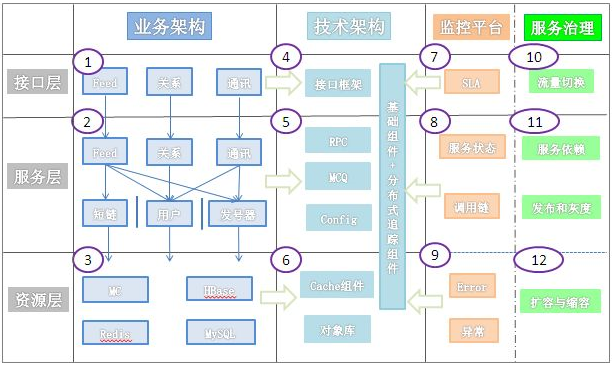 业务架构 技术架构 监控平台 服务治理
1 4 7 10
接口层 Feed 关系 通讯 接口框架 SLA 流量切换
2 5 8 11
服务层 Feed 关系 通讯 RPC 服务状态 服务依赖
MCQ
短链 用户 发号器 Config 调用链 发布和灰度
基础组件+分布式追踪组件
3 6 9 12
资源层 MC HBase Cache组件 Error 扩容与缩容
Redis MySQL 对象库 异常